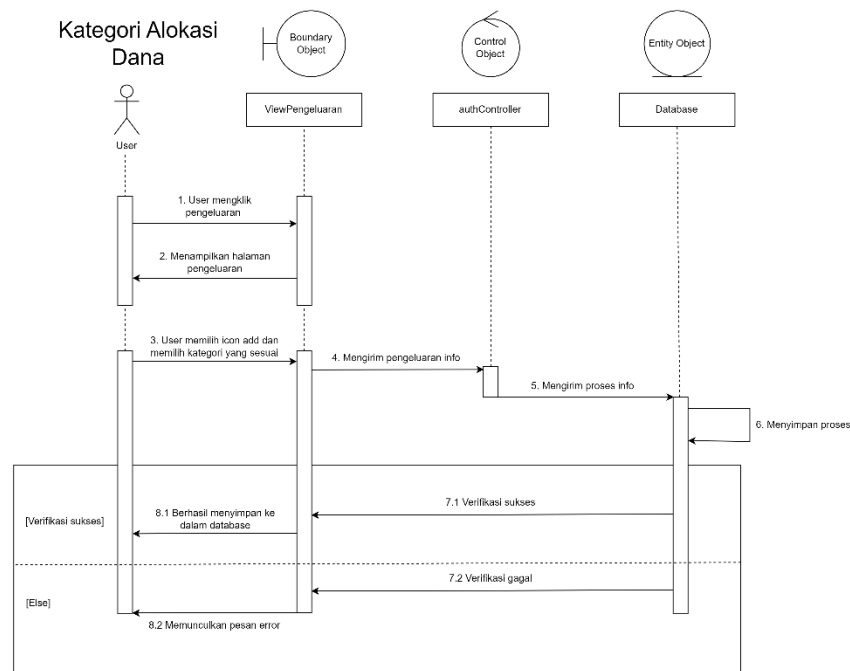 Kategori Alokasi
Dana
Boundary
Object
Control
Object
Entity Object
ViewPengeluaran
authController
Database
User
1. User mengklik
pengeluaran
2. Menampilkan halaman
pengeluaran
3. User memilih icon add dan
memilih kategori yang sesuai
4. Mengirim pengeluaran info
5. Mengirim proses info
6. Menyimpan proses
7.1 Verifikasi sukses
8.1 Berhasil menyimpan ke
dalam database
[Verifikasi sukses]
7.2 Verifikasi gagal
[Else]
8.2 Memunculkan pesan error